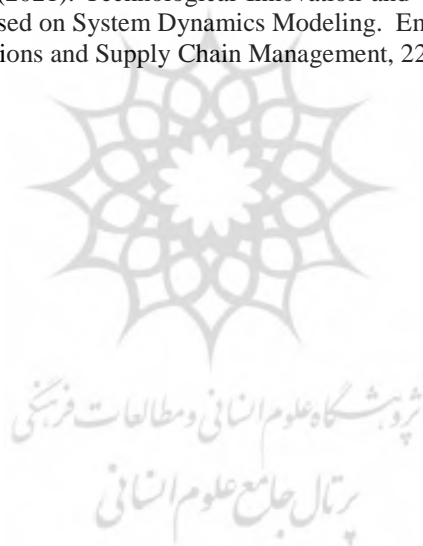 (2021). Technological Innovation and
sed on System Dynamics Modeling. En
ions and Supply Chain Management, 22
پژوهشگاه علوم انسانی و مطالعات فرهنگی
پرتال جامع علوم انسانی